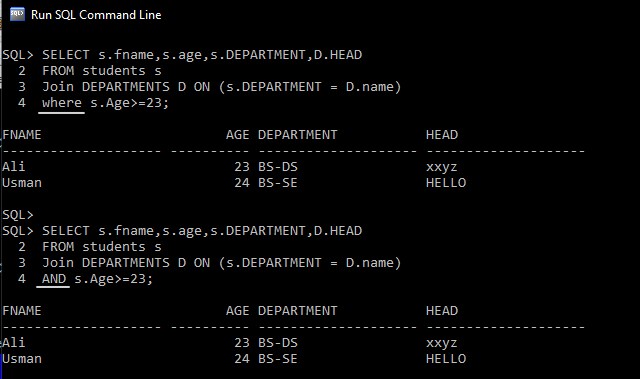 Run SQL Command Line
SQL> SELECT s.fname,s.age,s.DEPARTMENT,D.HEAD
2 FROM students s
3 Join DEPARTMENTS D ON (s.DEPARTMENT = D.name)
4 where s.Age>=23;
FNAME AGE DEPARTMENT HEAD
-------------------- ---------- -------------------- --------------------
Ali 23 BS-DS xxyz
Usman 24 BS-SE HELLO
SQL>
SQL> SELECT s.fname,s.age,s.DEPARTMENT,D.HEAD
2 FROM students s
3 Join DEPARTMENTS D ON (s.DEPARTMENT = D.name)
4 AND s.Age>=23;
FNAME AGE DEPARTMENT HEAD
-------------------- ---------- -------------------- --------------------
Ali 23 BS-DS xxyz
Usman 24 BS-SE HELLO